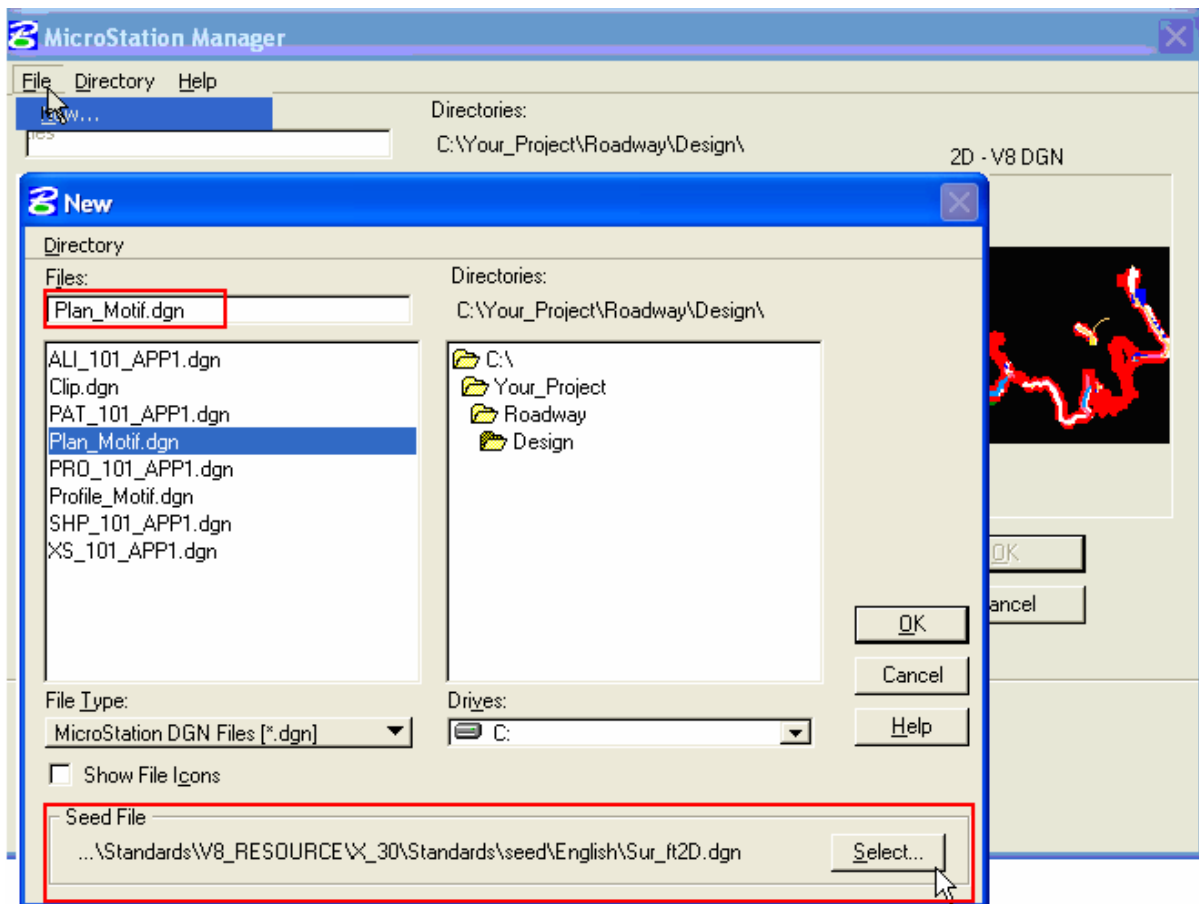 MicroStation Manager
File Directory Help
Directories:
C:\Your_Project\Roadway\Design\
2D - V8 DGN
New
Directory
Files:
Plan_Motif.dgn
ALI_101_APP1.dgn
Clip.dgn
PAT_101_APP1.dgn
Plan_Motif.dgn
PRO_101_APP1.dgn
Profile_Motif.dgn
SHP_101_APP1.dgn
XS_101_APP1.dgn
Directories:
C:\Your_Project\Roadway\Design\
C:\
Your_Project
Roadway
Design
OK
Cancel
Help
File Type:
MicroStation DGN Files [*.dgn]
Drives:
C:
Show File Icons
Seed File
...\Standards\V8_RESOURCE\X_30\Standards\seed\English\Sur_ft2D.dgn
Select...
OK
ancel